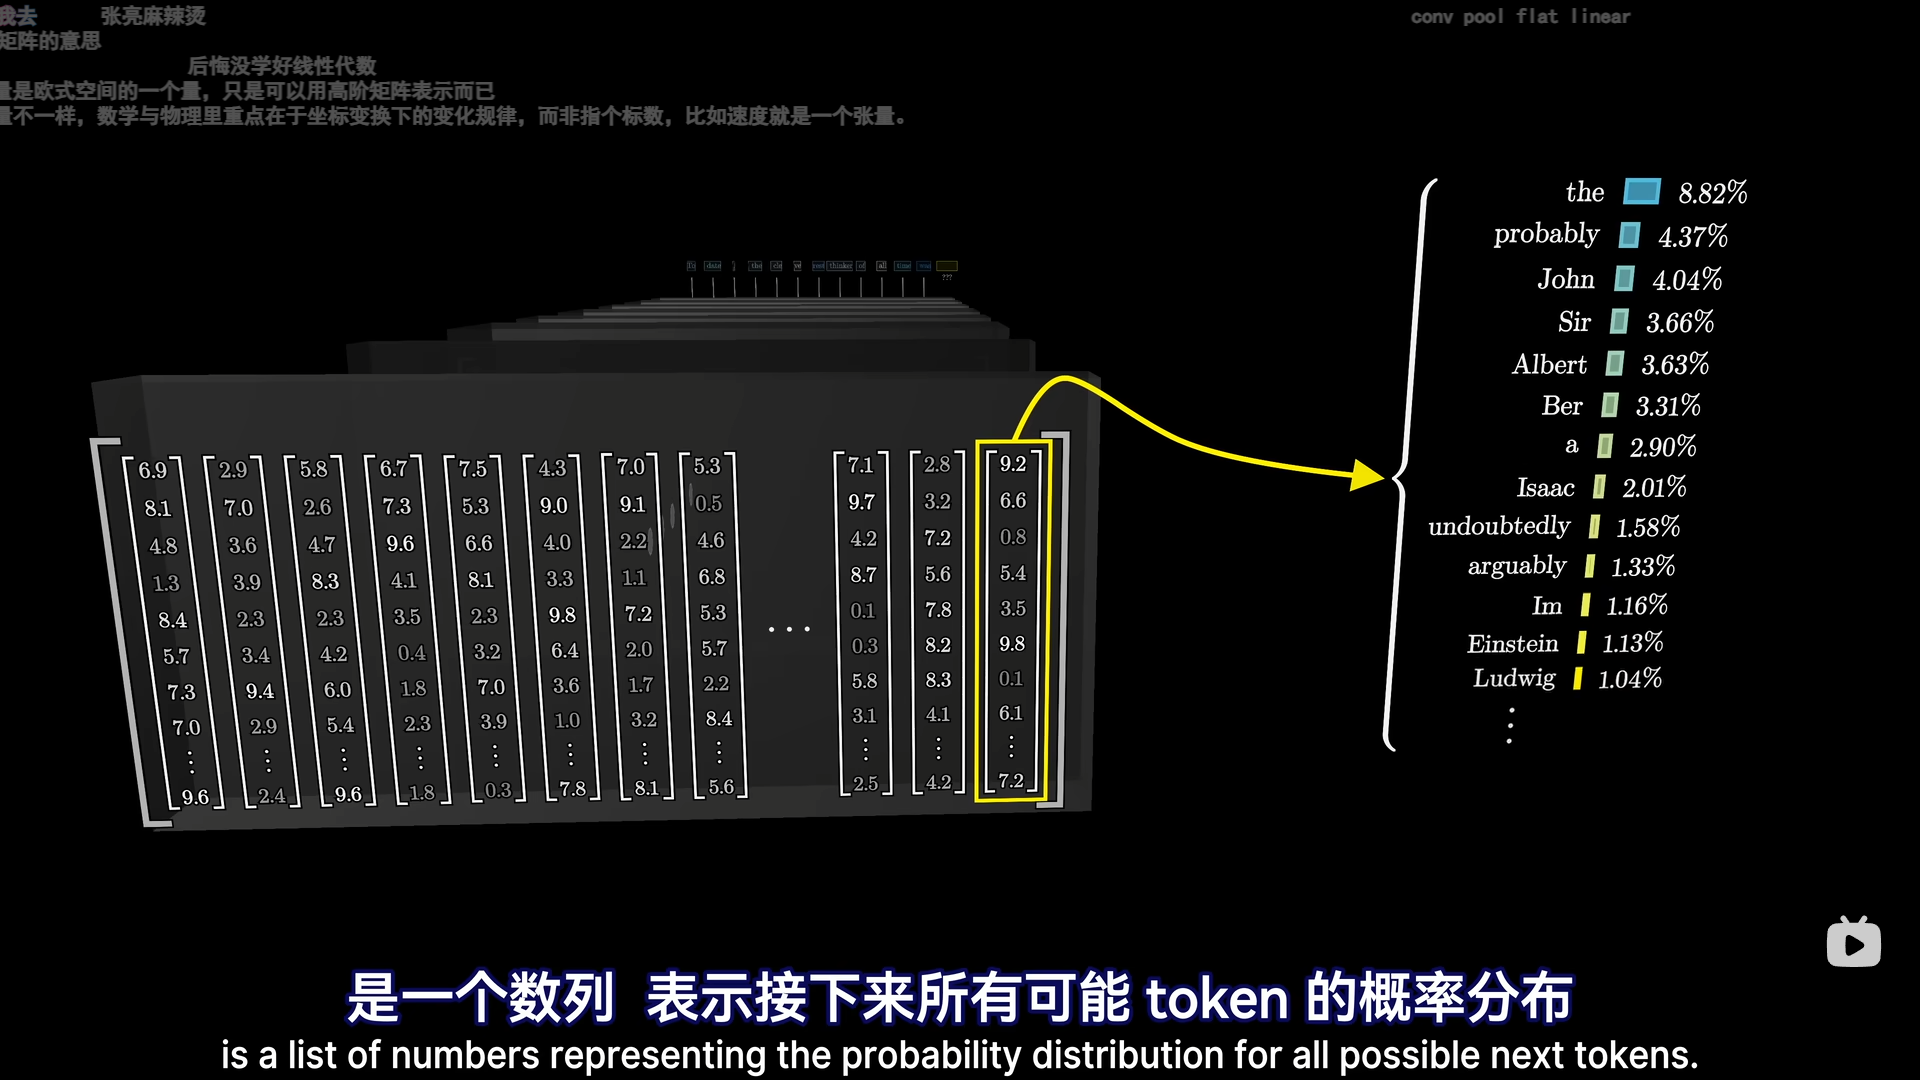 我去 张亮麻辣烫 conv pool flat linear
矩阵的意思
后悔没学好线性代数
量是欧式空间的一个量，只是可以用高阶矩阵表示而已
量不一样，数学与物理里重点在于坐标变换下的变化规律，而非指个标数，比如速度就是一个张量。
date the cle ve rest thinker of all time was
???
the 8.82%
probably 4.37%
John 4.04%
Sir 3.66%
Albert 3.63%
Ber 3.31%
a 2.90%
Isaac 2.01%
undoubtedly 1.58%
arguably 1.33%
Im 1.16%
Einstein 1.13%
Ludwig 1.04%
⋮
6.9 2.9 5.8 6.7 7.5 4.3 7.0 5.3 7.1 2.8 9.2
8.1 7.0 2.6 7.3 5.3 9.0 9.1 0.5 9.7 3.2 6.6
4.8 3.6 4.7 9.6 6.6 4.0 2.2 4.6 4.2 7.2 0.8
1.3 3.9 8.3 4.1 8.1 3.3 1.1 6.8 8.7 5.6 5.4
8.4 2.3 2.3 3.5 2.3 9.8 7.2 5.3 ... 0.1 7.8 3.5
5.7 3.4 4.2 0.4 3.2 6.4 2.0 5.7 0.3 8.2 9.8
7.3 9.4 6.0 1.8 7.0 3.6 1.7 2.2 5.8 8.3 0.1
7.0 2.9 5.4 2.3 3.9 1.0 3.2 8.4 3.1 4.1 6.1
⋮ ⋮ ⋮ ⋮ ⋮ ⋮ ⋮ ⋮ ⋮ ⋮ ⋮
9.6 2.4 9.6 1.8 0.3 7.8 8.1 5.6 2.5 4.2 7.2
是一个数列 表示接下来所有可能 token 的概率分布
is a list of numbers representing the probability distribution for all possible next tokens.